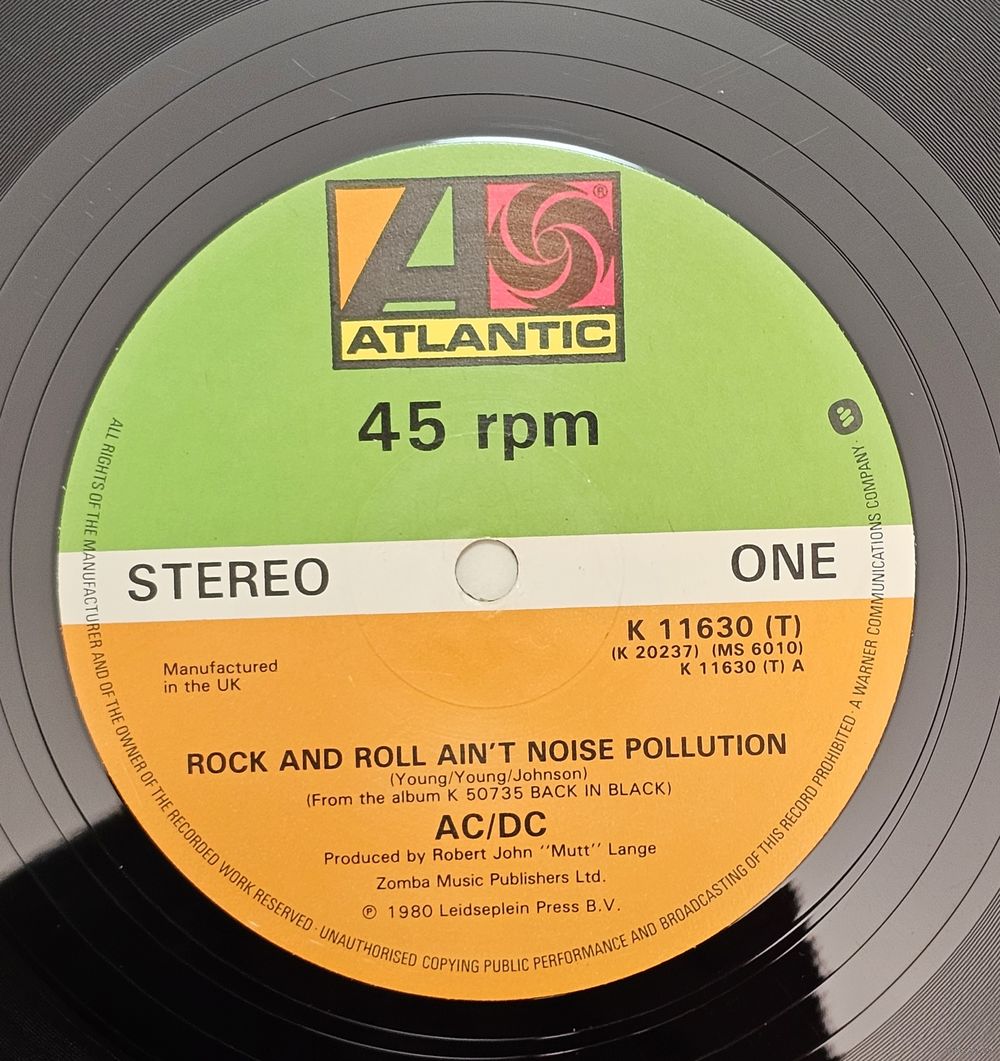 A
®
ATLANTIC
45 rpm
STEREO
ONE
K 11630 (T)
(K 20237) (MS 6010)
K 11630 (T) A
Manufactured
in the UK
ROCK AND ROLL AIN'T NOISE POLLUTION
(Young/Young/Johnson)
(From the album K 50735 BACK IN BLACK)
AC/DC
Produced by Robert John "Mutt" Lange
Zomba Music Publishers Ltd.
℗ 1980 Leidseplein Press B.V.
ALL RIGHTS OF THE MANUFACTURER AND OF THE OWNER OF THE RECORDED WORK RESERVED · UNAUTHORISED COPYING PUBLIC PERFORMANCE AND BROADCASTING OF THIS RECORD PROHIBITED · A WARNER COMMUNICATIONS COMPANY ·